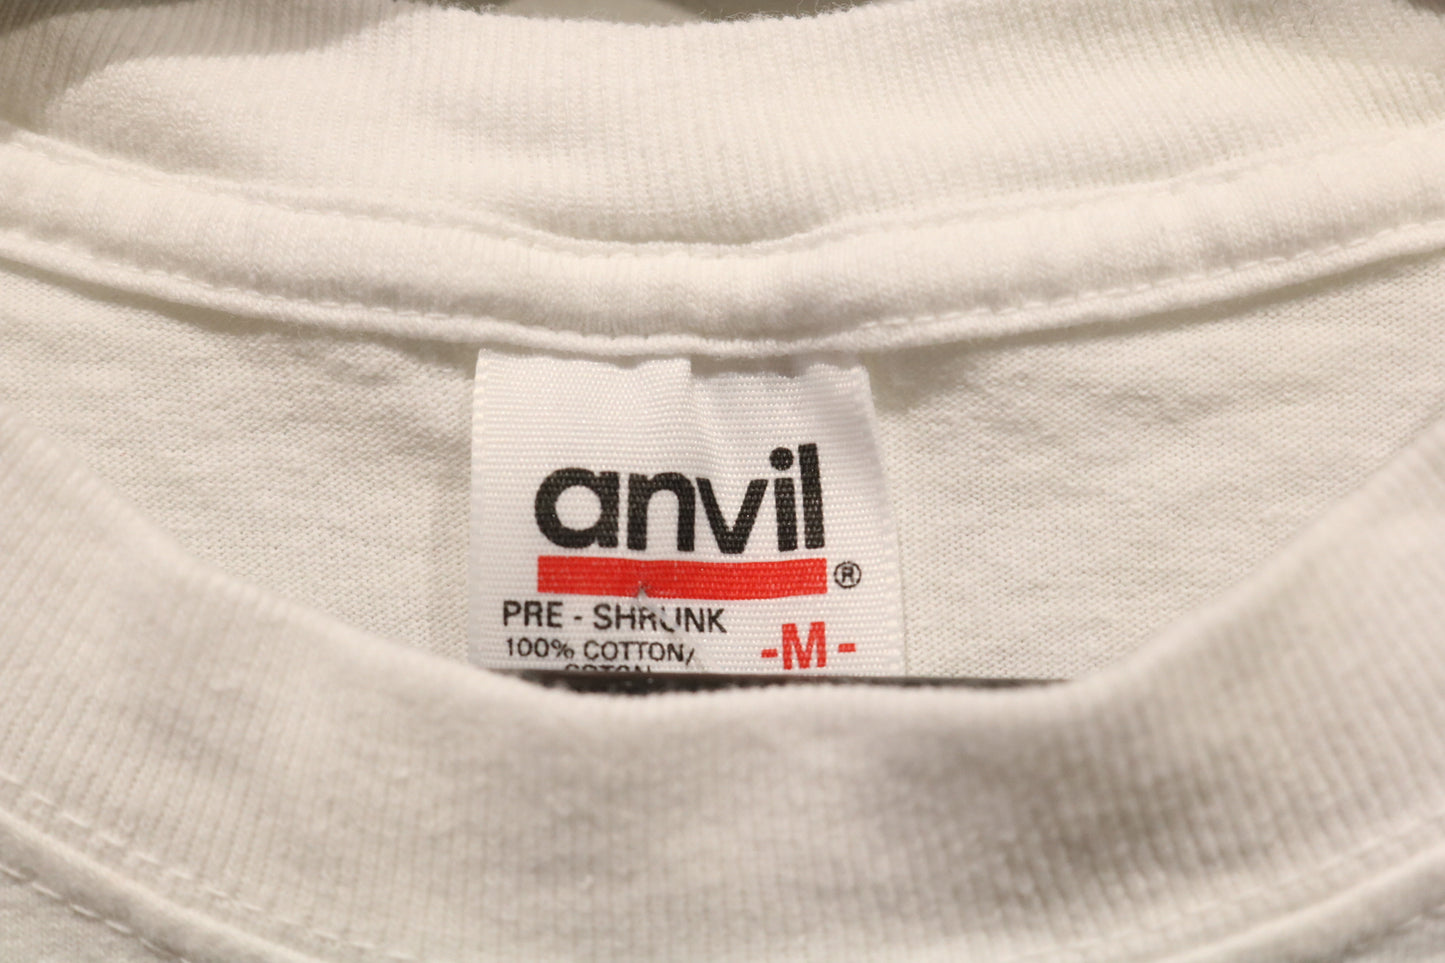 anvil
®
PRE - SHRUNK
100% COTTON/
-M-